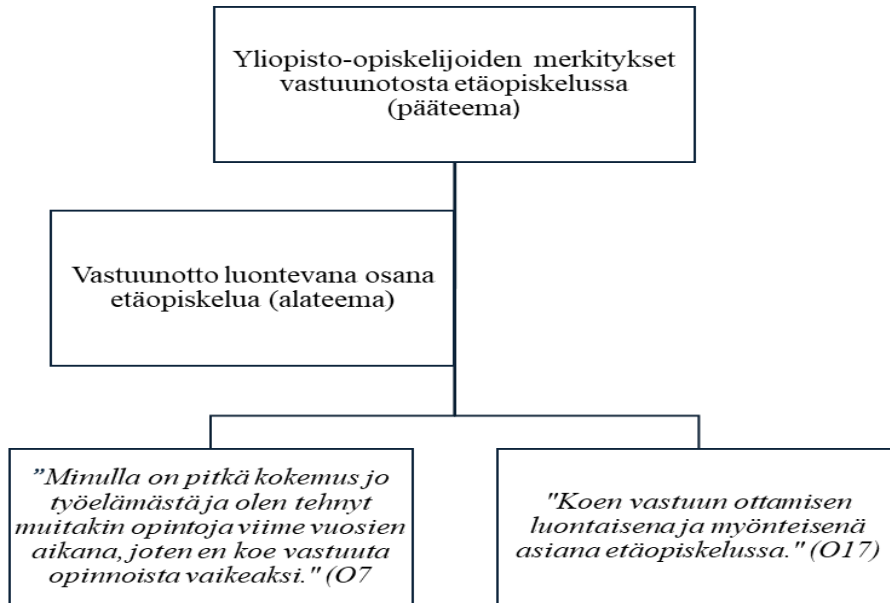 Yliopisto-opiskelijoiden merkitykset
vastuunotosta etäopiskelussa
(pääteema)
Vastuunotto luontevana osana
etäopiskelua (alateema)
”Minulla on pitkä kokemus jo
työelämästä ja olen tehnyt
muitakin opintoja viime vuosien
aikana, joten en koe vastuuta
opinnoista vaikeaksi." (O7
"Koen vastuun ottamisen
luontaisena ja myönteisenä
asiana etäopiskelussa." (O17)